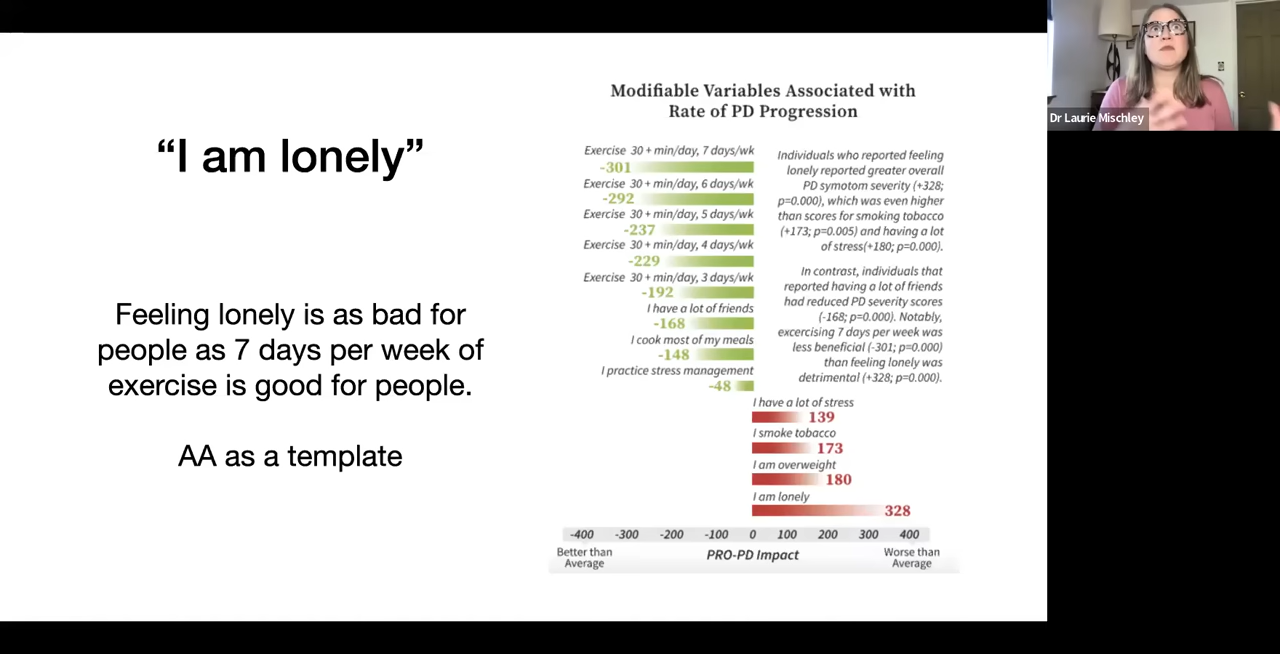 Dr Laurie Mischley
“I am lonely”
Feeling lonely is as bad for
people as 7 days per week of
exercise is good for people.
AA as a template
Modifiable Variables Associated with
Rate of PD Progression
Exercise 30 + min/day, 7 days/wk
-301
Exercise 30 + min/day, 6 days/wk
-292
Exercise 30 + min/day, 5 days/wk
-237
Exercise 30 + min/day, 4 days/wk
-229
Exercise 30 + min/day, 3 days/wk
-192
I have a lot of friends
-168
I cook most of my meals
-148
I practice stress management
-48
Individuals who reported feeling
lonely reported greater overall
PD symotom severity (+328;
p=0.000), which was even higher
than scores for smoking tobacco
(+173; p=0.005) and having a lot
of stress(+180; p=0.000).
In contrast, individuals that
reported having a lot of friends
had reduced PD severity scores
(-168; p=0.000). Notably,
excercising 7 days per week was
less beneficial (-301; p=0.000)
than feeling lonely was
detrimental (+328; p=0.000).
I have a lot of stress
139
I smoke tobacco
173
I am overweight
180
I am lonely
328
-400 -300 -200 -100 0 100 200 300 400
Better than
Average
PRO-PD Impact
Worse than
Average